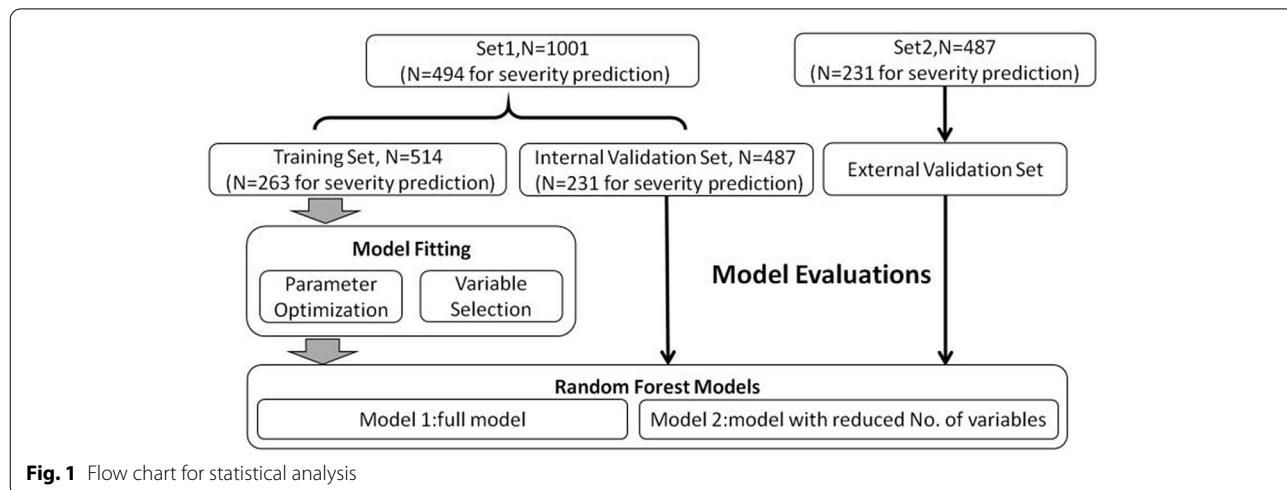 Set1,N=1001
(N=494 for severity prediction)
Set2,N=487
(N=231 for severity prediction)
Training Set, N=514
(N=263 for severity prediction)
Internal Validation Set, N=487
(N=231 for severity prediction)
External Validation Set
Model Fitting
Parameter
Optimization
Variable
Selection
Model Evaluations
Random Forest Models
Model 1:full model
Model 2:model with reduced No. of variables
Fig. 1 Flow chart for statistical analysis